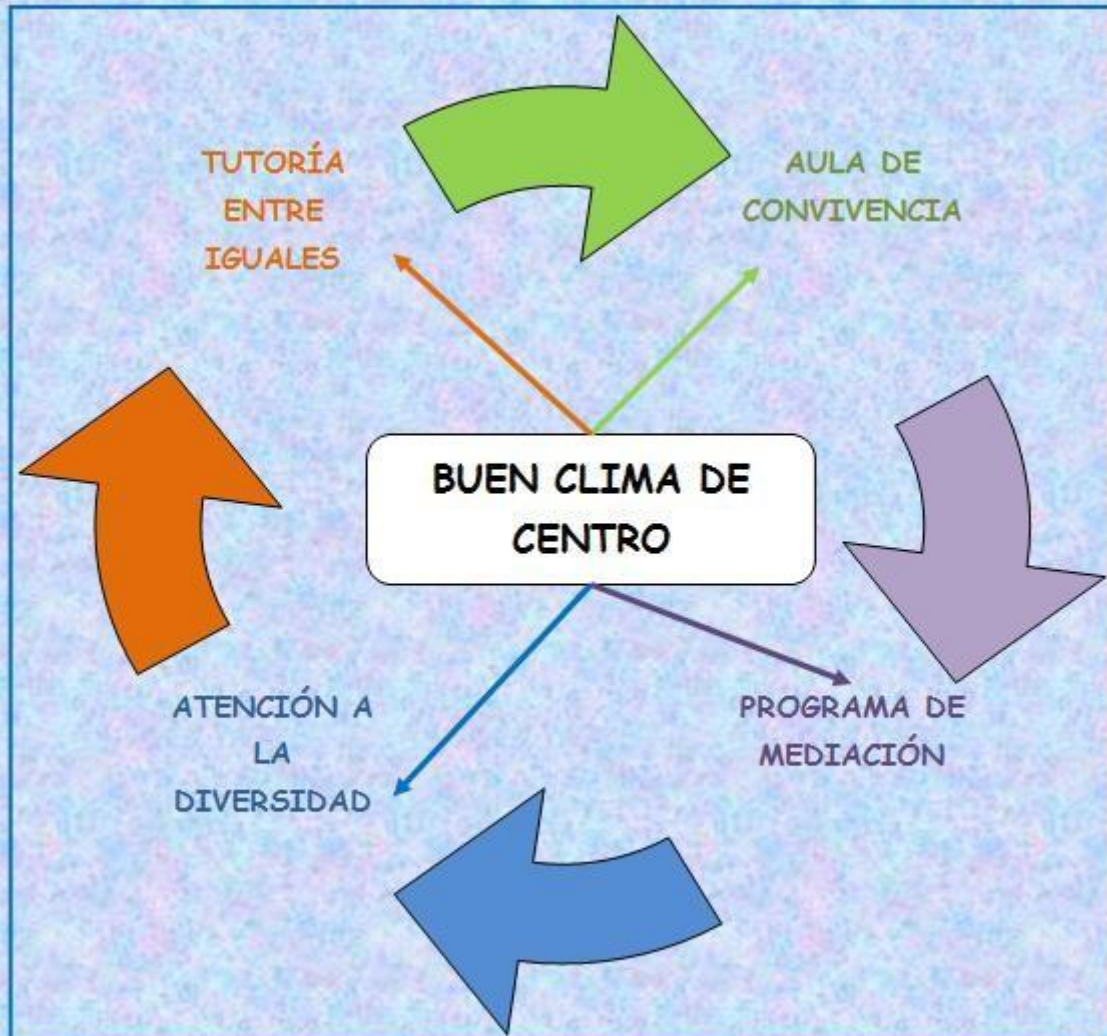 TUTORÍA
ENTRE
IGUALES
AULA DE
CONVIVENCIA
BUEN CLIMA DE
CENTRO
ATENCIÓN A
LA
DIVERSIDAD
PROGRAMA DE
MEDIACIÓN